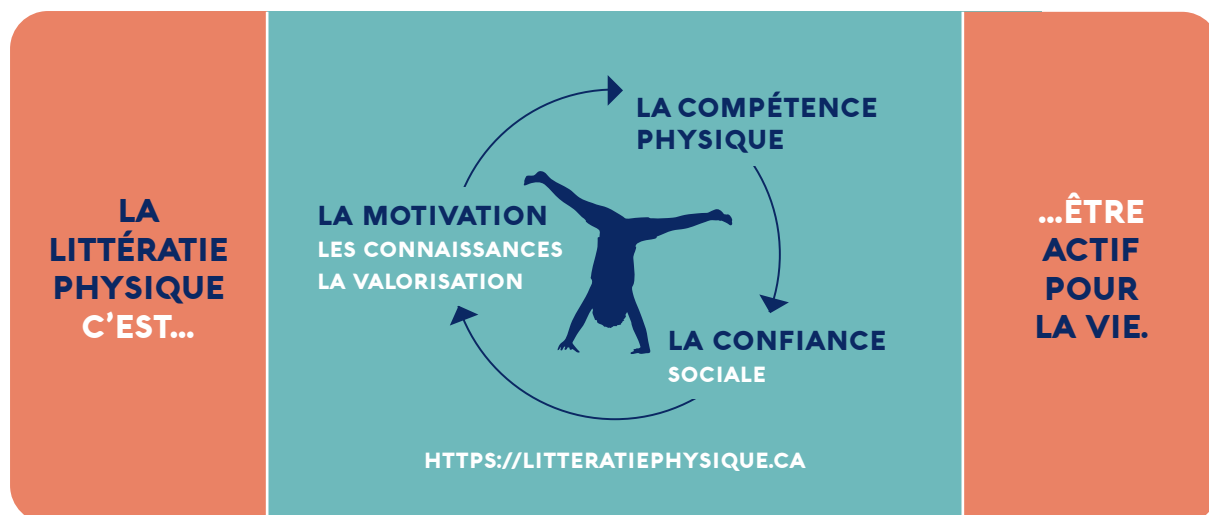 LA
LITTÉRATIE
PHYSIQUE
C'EST...
LA COMPÉTENCE
PHYSIQUE
LA MOTIVATION
LES CONNAISSANCES
LA VALORISATION
LA CONFIANCE
SOCIALE
HTTPS://LITTERATIEPHYSIQUE.CA
...ÊTRE
ACTIF
POUR
LA VIE.